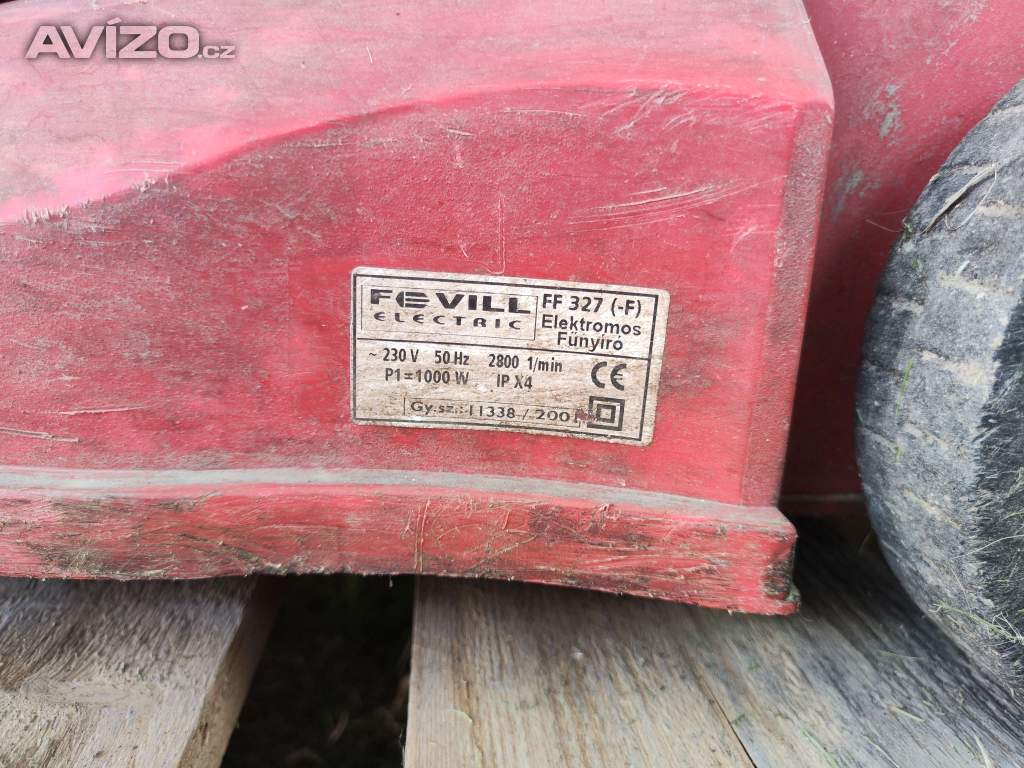 AVÍZO.cz
FEVILL
ELECTRIC
FF 327 (-F)
Elektromos
Fűnyíró
~ 230 V 50 Hz 2800 1/min
P1=1000 W IP X4
CE
Gy.sz.: 11338 / 2001